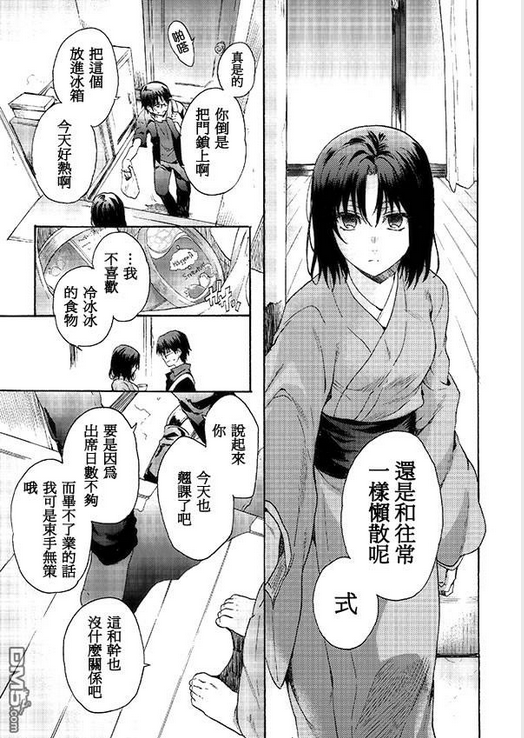 還是和往常
一樣懶散呢
式
真是的
啪嗒
你倒是
把門鎖上啊
把這個
放進冰箱
今天好熱啊
…我
不喜歡
冷冰冰
的食物
說起來
你
今天也
翹課了吧
要是因爲
出席日數不夠
而畢不了業的話
我可是束手無策
哦
這和幹也
沒什麼關係吧
DM5.com